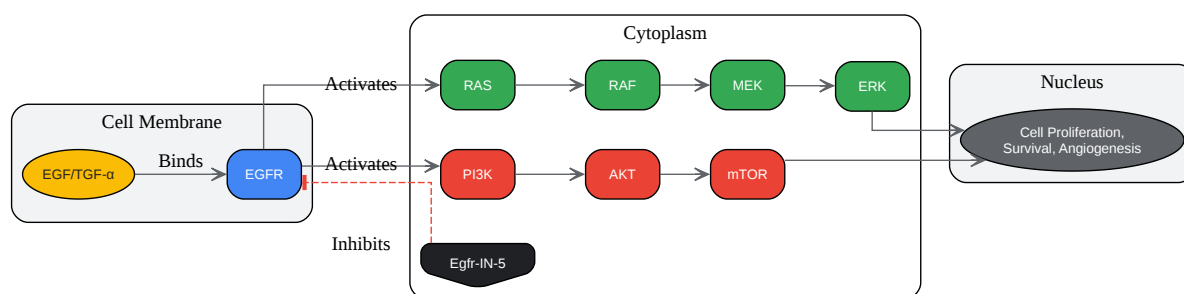 Cytoplasm
Activates
RAS
RAF
MEK
ERK
Nucleus
Cell Membrane
Cell Proliferation,
Survival, Angiogenesis
EGF/TGF-α
Binds
EGFR
Activates
PI3K
AKT
mTOR
Inhibits
Egfr-IN-5